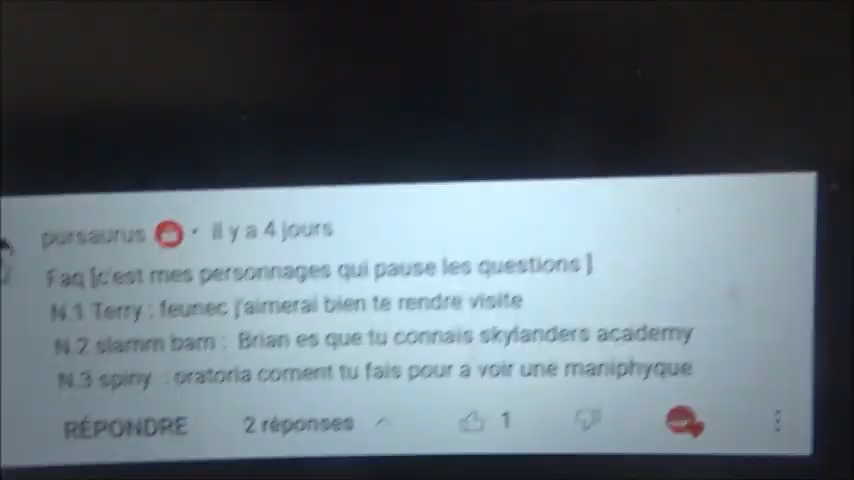 pursaurus • il y a 4 jours
Faq [c'est mes personnages qui pause les questions ]
N.1 Terry : feunec j'aimerai bien te rendre visite
N.2 slamm bam : Brian es que tu connais skylanders academy
N.3 spiny : oratoria coment tu fais pour a voir une maniphyque
RÉPONDRE 2 réponses 1